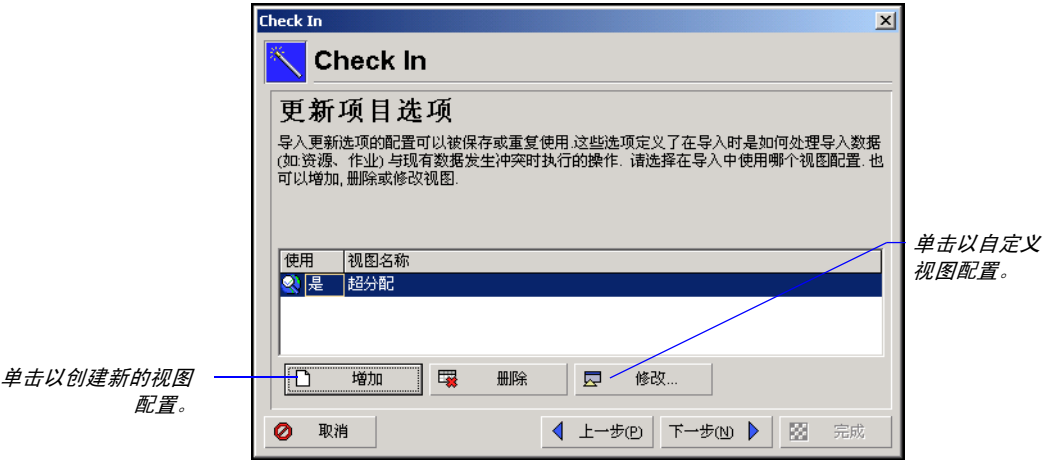 Check In
Check In
更新项目选项
导入更新选项的配置可以被保存或重复使用.这些选项定义了在导入时是如何处理导入数据
(如:资源、作业)与现有数据发生冲突时执行的操作. 请选择在导入中使用哪个视图配置. 也
可以增加, 删除或修改视图.
单击以自定义
视图配置。
使用 视图名称
是 超分配
单击以创建新的视图
配置。
增加 删除 修改...
取消 上一步(P) 下一步(N) 完成